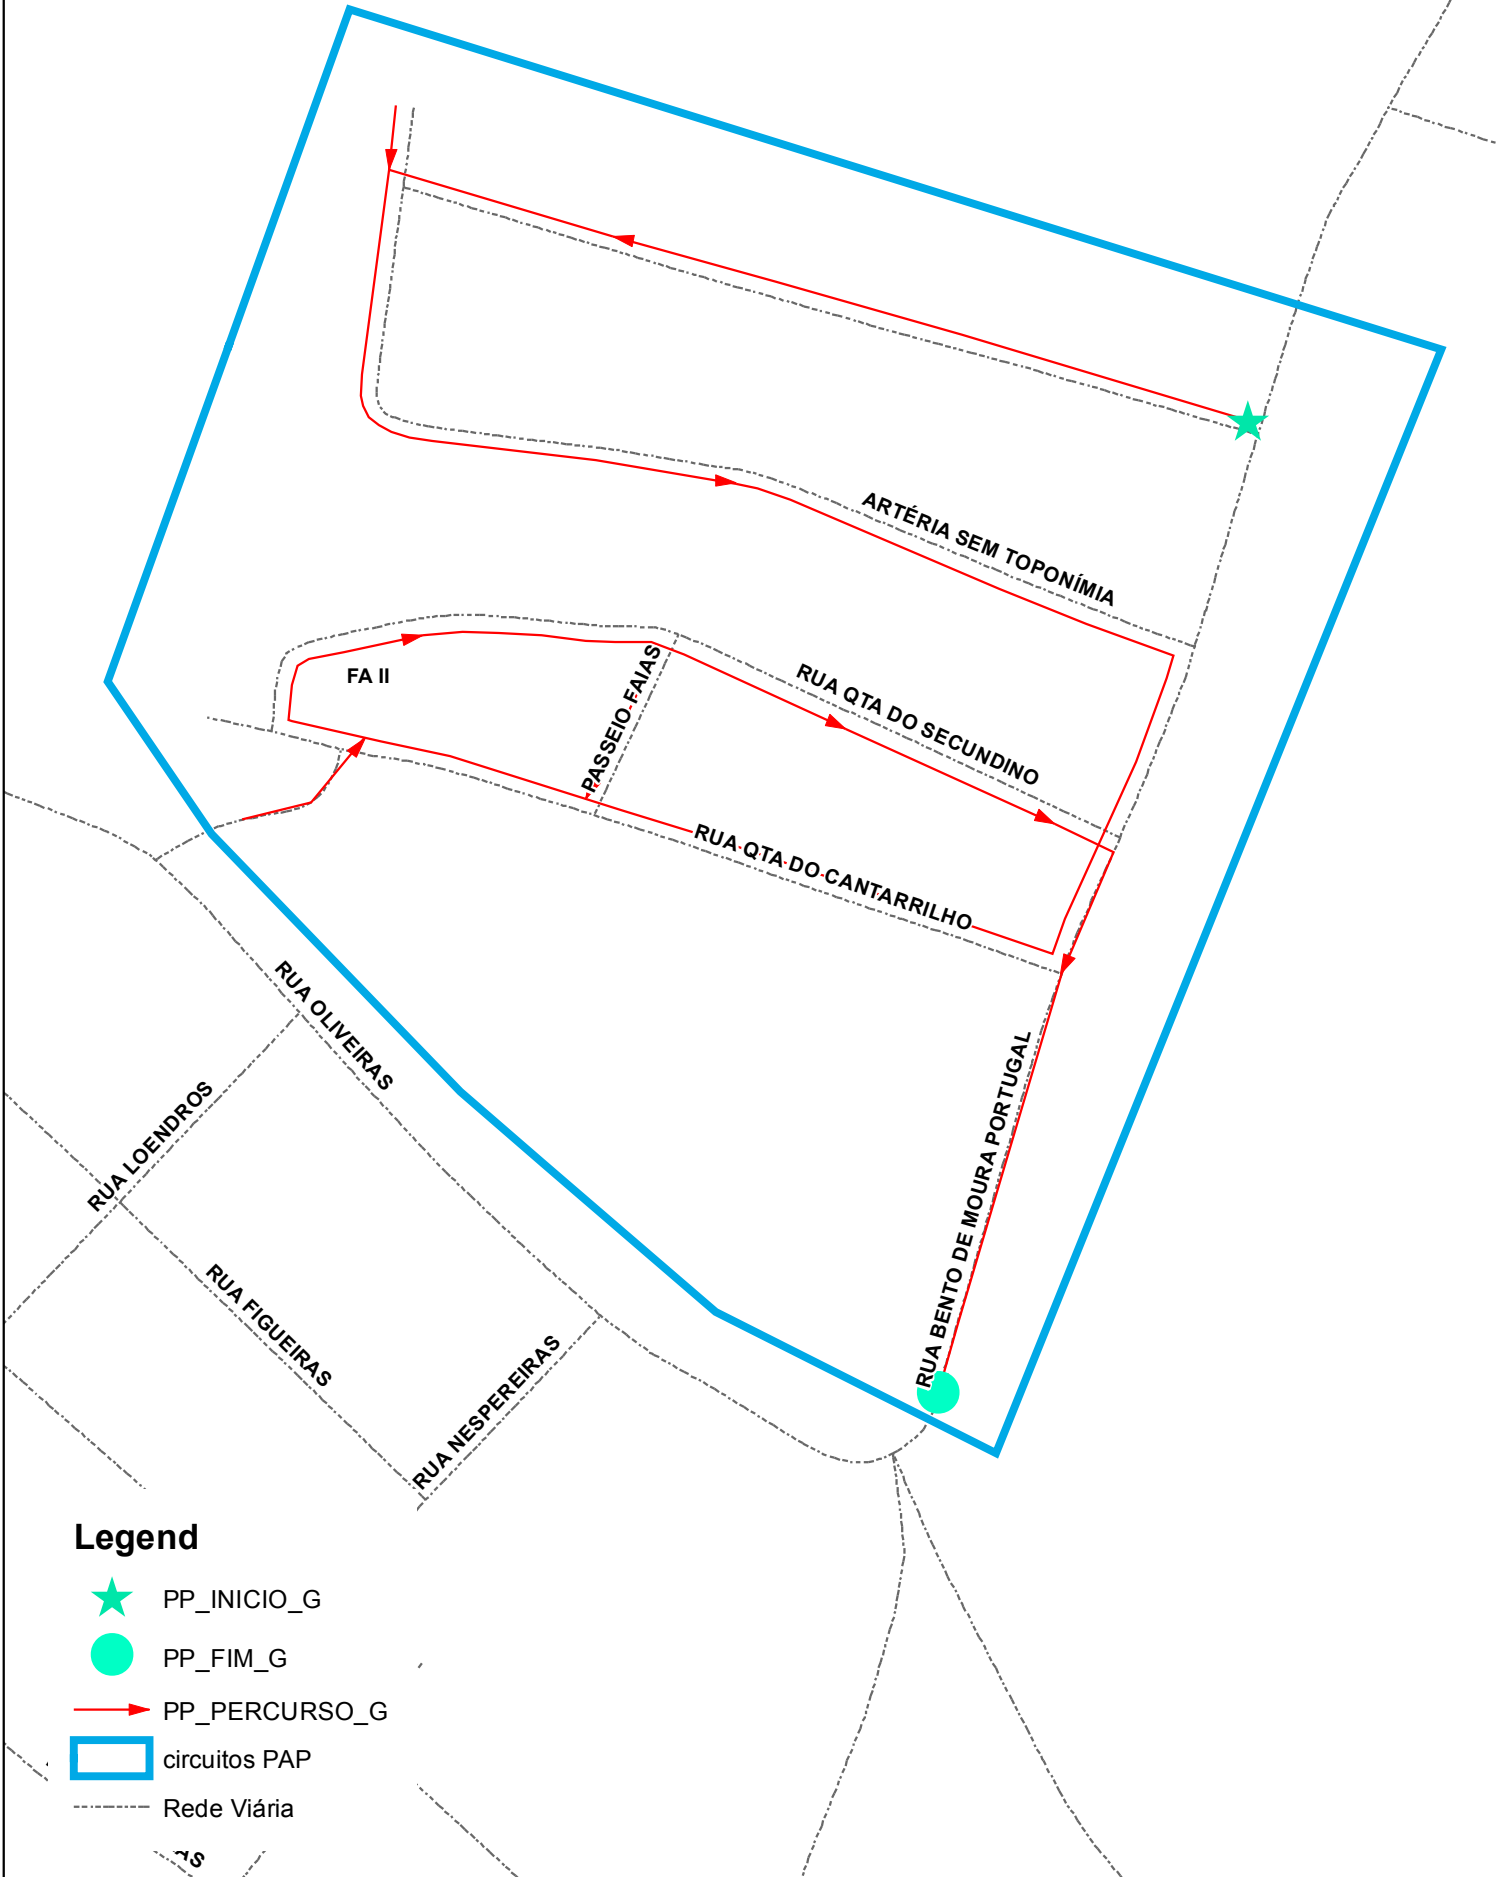 ARTÉRIA SEM TOPONÍMIA
FA II
PASSEIO FAIAS
RUA QTA DO SECUNDINO
RUA QTA DO CANTARRILHO
RUA OLIVEIRAS
RUA LOENDROS
RUA BENTO DE MOURA PORTUGAL
RUA FIGUEIRAS
RUA NESPEREIRAS
Legend
PP_INICIO_G
PP_FIM_G
PP_PERCURSO_G
circuitos PAP
Rede Viária